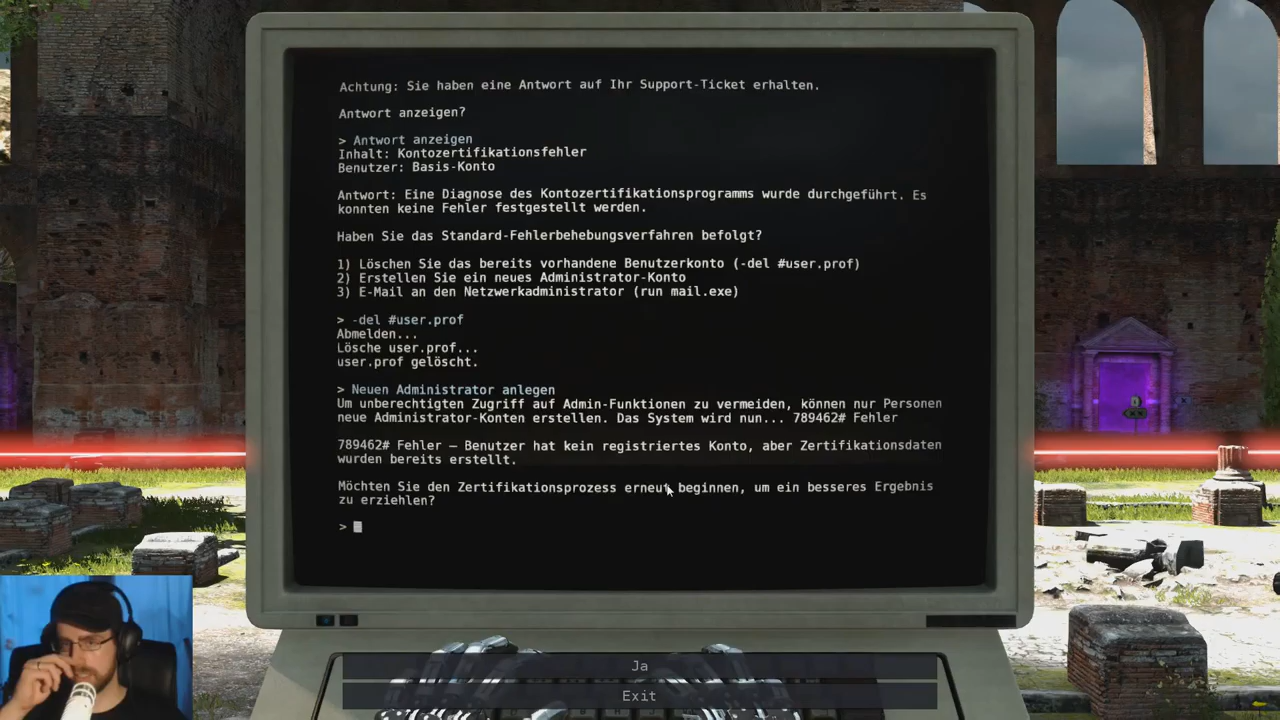 Achtung: Sie haben eine Antwort auf Ihr Support-Ticket erhalten.
Antwort anzeigen?
> Antwort anzeigen
Inhalt: Kontozertifikationsfehler
Benutzer: Basis-Konto
Antwort: Eine Diagnose des Kontozertifikationsprogramms wurde durchgeführt. Es
konnten keine Fehler festgestellt werden.
Haben Sie das Standard-Fehlerbehebungsverfahren befolgt?
1) Löschen Sie das bereits vorhandene Benutzerkonto (-del #user.prof)
2) Erstellen Sie ein neues Administrator-Konto
3) E-Mail an den Netzwerkadministrator (run mail.exe)
> -del #user.prof
Abmelden...
Lösche user.prof...
user.prof gelöscht.
> Neuen Administrator anlegen
Um unberechtigten Zugriff auf Admin-Funktionen zu vermeiden, können nur Personen
neue Administrator-Konten erstellen. Das System wird nun... 789462# Fehler
789462# Fehler – Benutzer hat kein registriertes Konto, aber Zertifikationsdaten
wurden bereits erstellt.
Möchten Sie den Zertifikationsprozess erneut beginnen, um ein besseres Ergebnis
zu erziehlen?
>
Ja
Exit